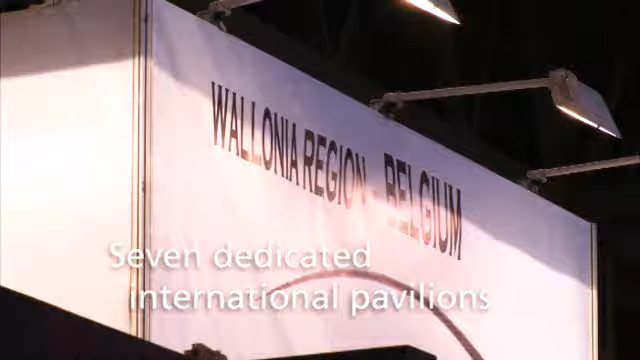 WALLONIA REGION - BELGIUM
Seven dedicated
international pavilions